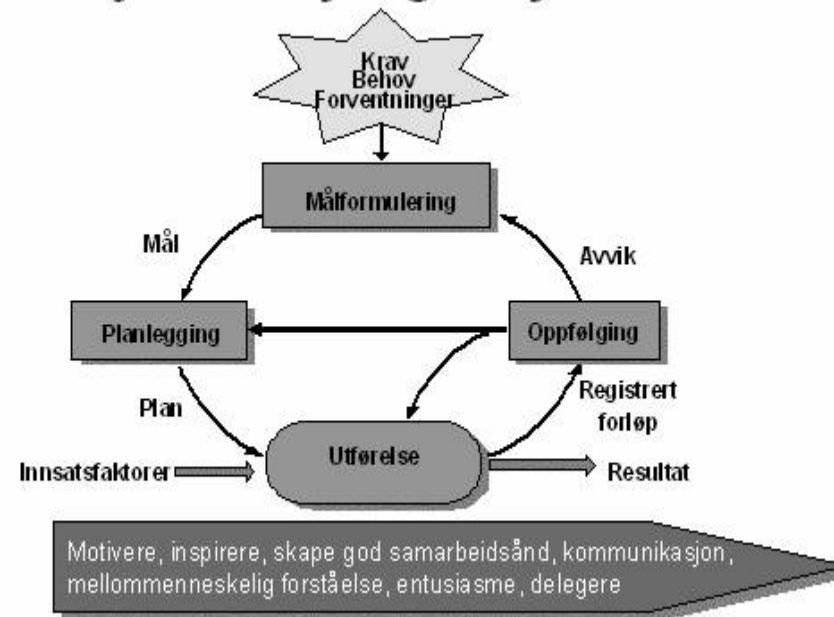 Krav
Behov
Forventninger
Målformulering
Mål
Avvik
Planlegging
Oppfølging
Plan
Registrert
forløp
Utførelse
Innsatsfaktorer
Resultat
Motivere, inspirere, skape god samarbeidsånd, kommunikasjon,
mellommenneskelig forståelse, entusiasme, delegere